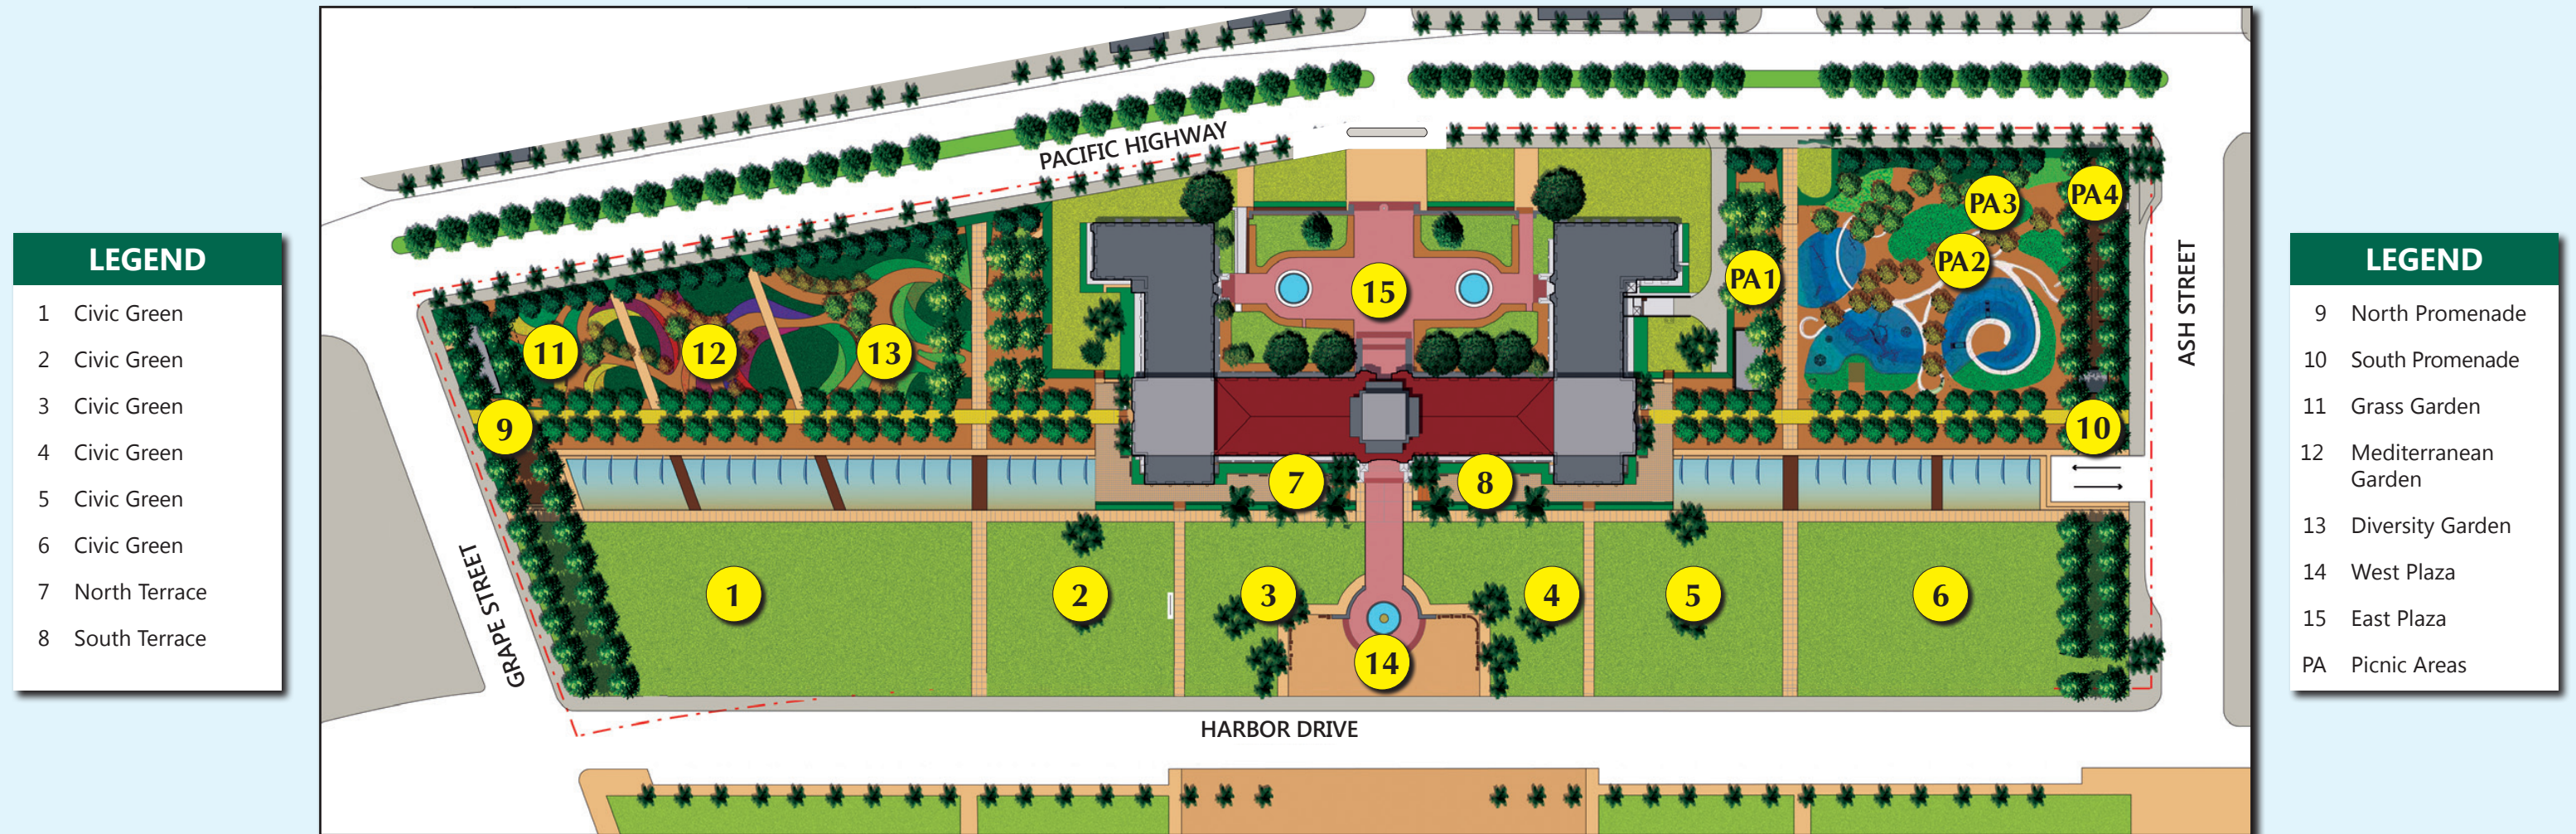 LEGEND
1 Civic Green
2 Civic Green
3 Civic Green
4 Civic Green
5 Civic Green
6 Civic Green
7 North Terrace
8 South Terrace
PACIFIC HIGHWAY
PA3
PA4
PA2
PA1
15
ASH STREET
11
12
13
9
10
7
8
GRAPE STREET
1
2
3
4
5
6
14
HARBOR DRIVE
LEGEND
9 North Promenade
10 South Promenade
11 Grass Garden
12 Mediterranean
Garden
13 Diversity Garden
14 West Plaza
15 East Plaza
PA Picnic Areas